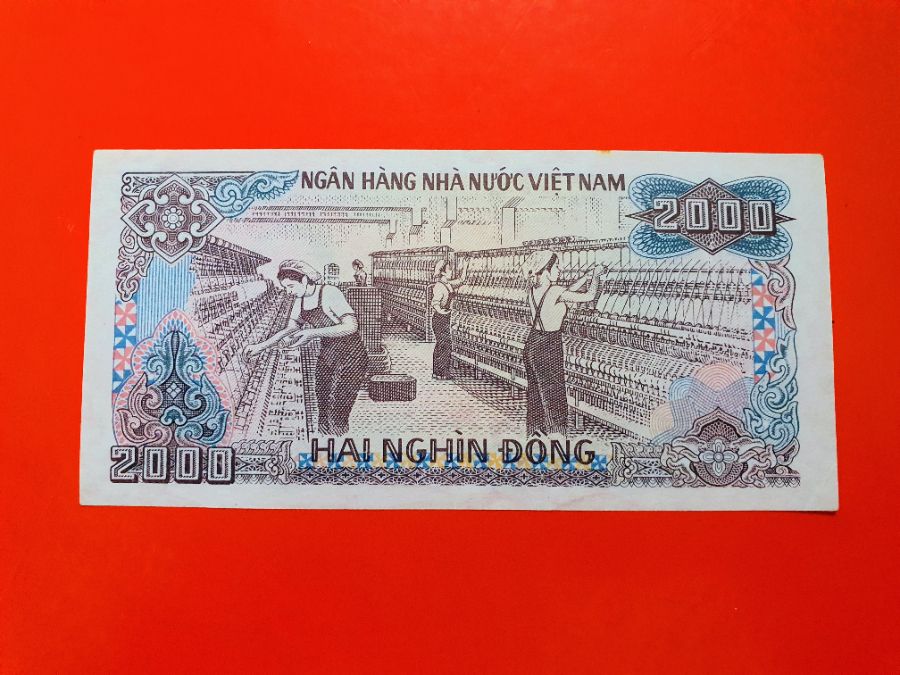 NGÂN HÀNG NHÀ NƯỚC VIỆT NAM
2000
HAI NGHÌN ĐỒNG
2000